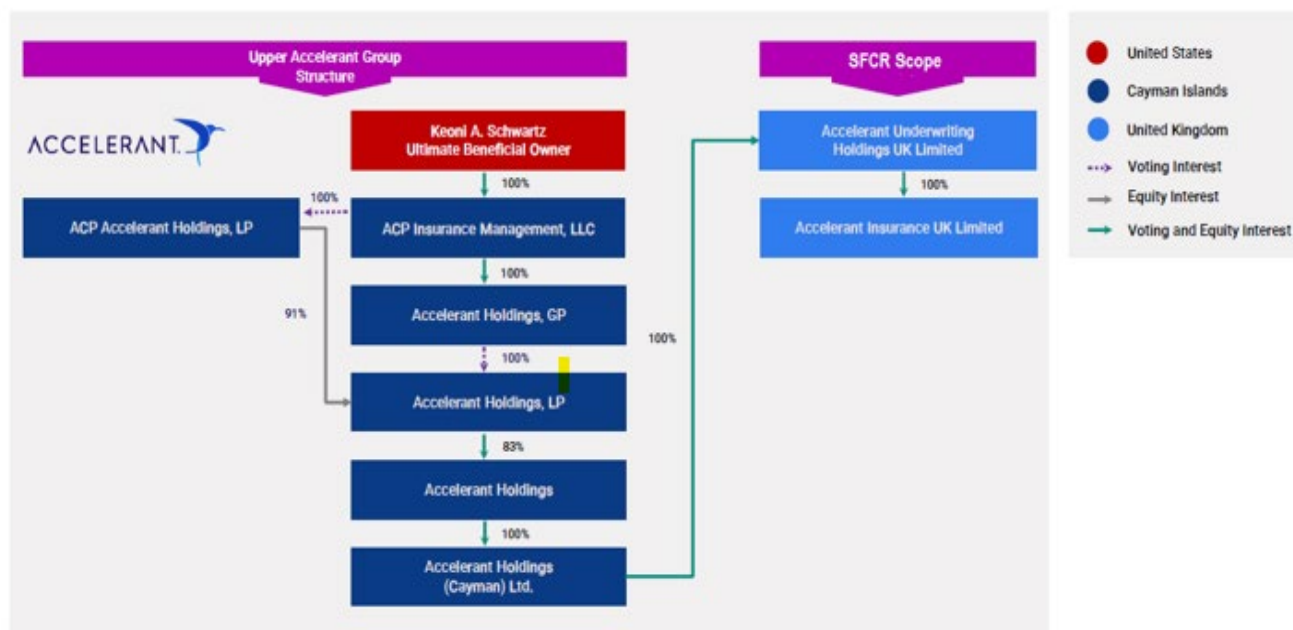 Upper Accelerant Group
Structure
SFCR Scope
United States
Cayman Islands
United Kingdom
Voting Interest
Equity Interest
Voting and Equity Interest
ACCELERANT.
Keoni A. Schwartz
Ultimate Beneficial Owner
Accelerant Underwriting
Holdings UK Limited
100%
100%
100%
ACP Accelerant Holdings, LP
ACP Insurance Management, LLC
Accelerant Insurance UK Limited
100%
91%
Accelerant Holdings, GP
100%
100%
Accelerant Holdings, LP
83%
Accelerant Holdings
100%
Accelerant Holdings
(Cayman) Ltd.